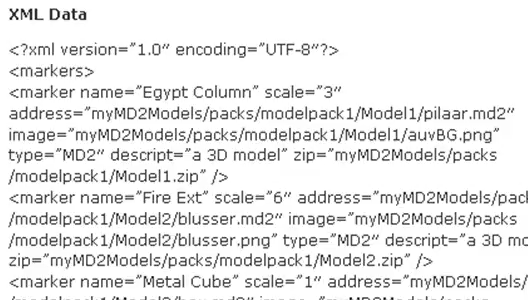 XML Data
<?xml version=”1.0″ encoding=”UTF-8″?>
<markers>
<marker name=”Egypt Column” scale=”3″
address=”myMD2Models/packs/modelpack1/Model1/pilaar.md2″
image=”myMD2Models/packs/modelpack1/Model1/auvBG.png”
type=”MD2″ descript=”a 3D model” zip=”myMD2Models/packs
/modelpack1/Model1.zip” />
<marker name=”Fire Ext” scale=”6″ address=”myMD2Models/pack
/modelpack1/Model2/blusser.md2″ image=”myMD2Models/packs
/modelpack1/Model2/blusser.png” type=”MD2″ descript=”a 3D mo
zip=”myMD2Models/packs/modelpack1/Model2.zip” />
<marker name=”Metal Cube” scale=”1″ address=”myMD2Models/